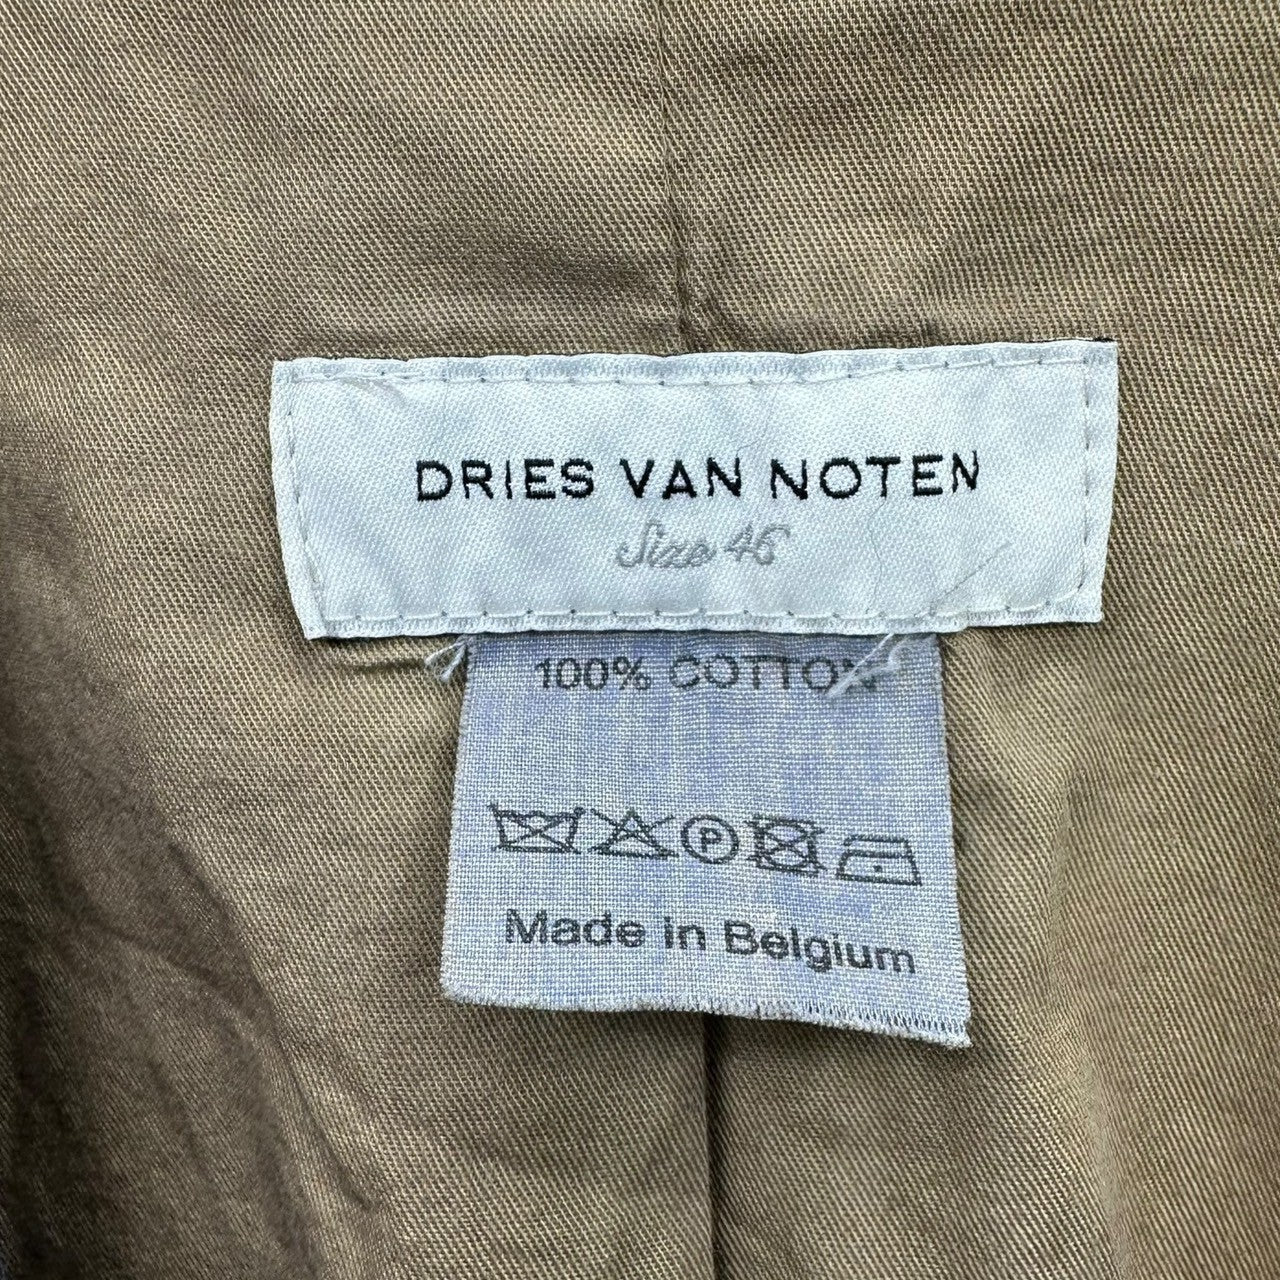 DRIES VAN NOTEN
Size 46
100% COTTON
P
Made in Belgium